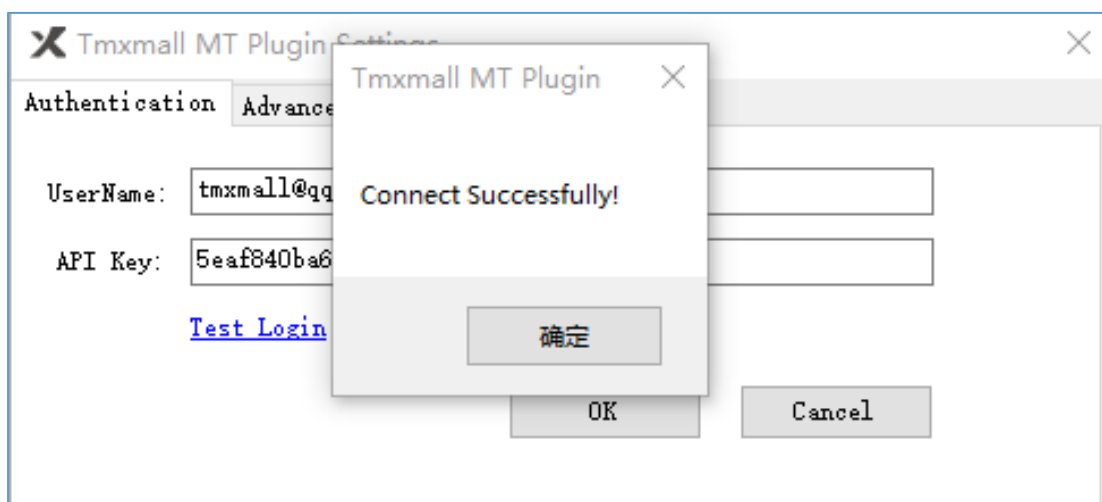 Tmxmall MT Plugin Settings
Tmxmall MT Plugin
Authentication Advance
UserName: tmxmall@qq
Connect Successfully!
API Key: 5eaf840ba6
Test Login
确定
OK Cancel